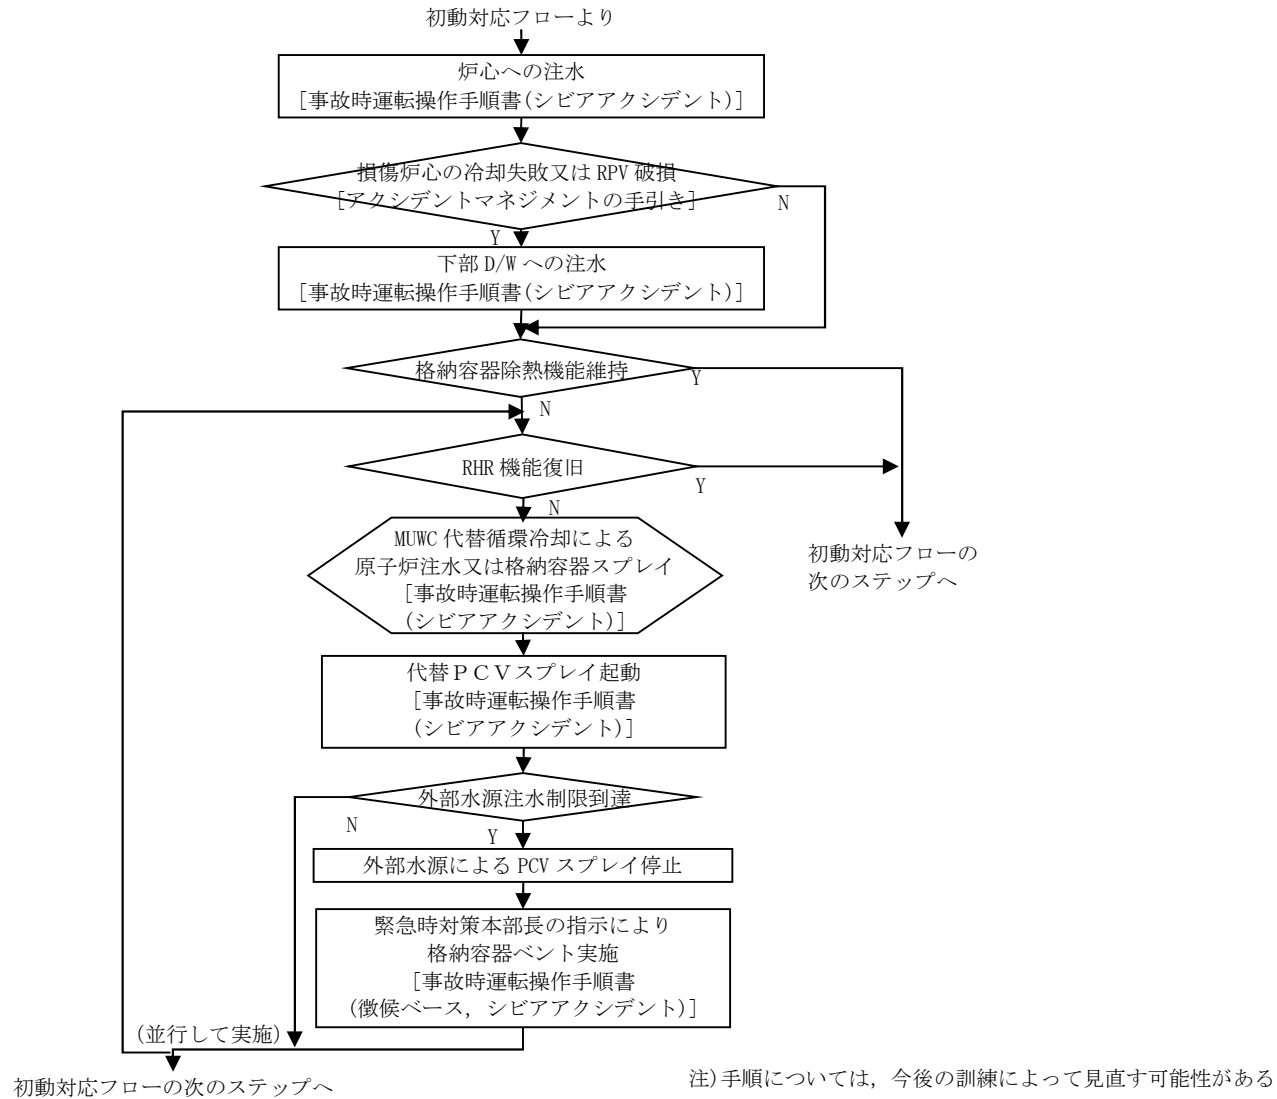 初動対応フローより
炉心への注水
[事故時運転操作手順書(シビアアクシデント)]
損傷炉心の冷却失敗又は RPV 破損
[アクシデントマネジメントの手引き]
N
Y
下部 D/W への注水
[事故時運転操作手順書(シビアアクシデント)]
格納容器除熱機能維持
Y
N
RHR 機能復旧
Y
N
MUWC 代替循環冷却による
原子炉注水又は格納容器スプレイ
[事故時運転操作手順書
(シビアアクシデント)]
初動対応フローの
次のステップへ
代替ＰＣＶスプレイ起動
[事故時運転操作手順書
(シビアアクシデント)]
外部水源注水制限到達
N
Y
外部水源による PCV スプレイ停止
緊急時対策本部長の指示により
格納容器ベント実施
[事故時運転操作手順書
(徴候ベース，シビアアクシデント)]
(並行して実施)
初動対応フローの次のステップへ
注)手順については，今後の訓練によって見直す可能性がある